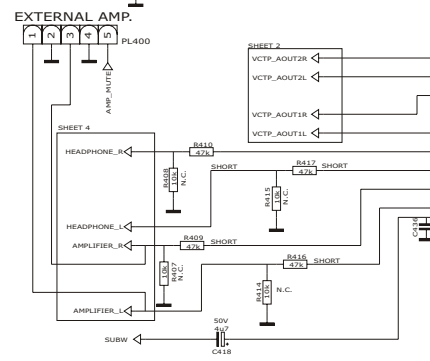 EXTERNAL AMP.
1 2 3 4 5
PL400
AMP_MUTE
SHEET 2
VCTP_AOUT2R
VCTP_AOUT2L
VCTP_AOUT1R
VCTP_AOUT1L
SHEET 4
HEADPHONE_R
R410
47k
R408
10k
N.C.
SHORT
R417
47k
SHORT
R415
10k
N.C.
HEADPHONE_L
AMPLIFIER_R
R409
47k
SHORT
R407
10k
N.C.
R416
47k
SHORT
R414
10k
N.C.
C436
AMPLIFIER_L
SUBW
50V
4u7
C418